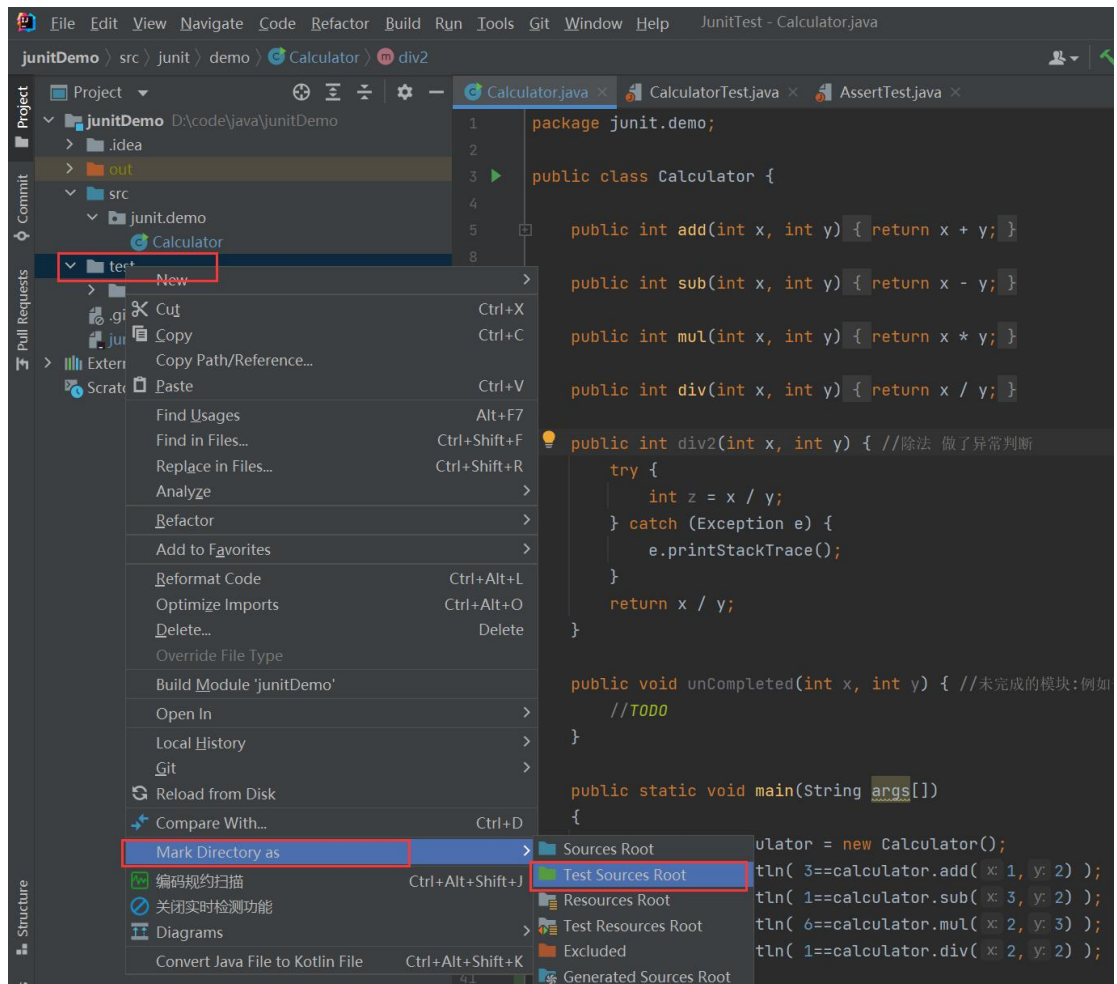 File Edit View Navigate Code Refactor Build Run Tools Git Window Help JunitTest - Calculator.java
junitDemo 〉 src 〉 junit 〉 demo 〉 Calculator 〉 div2
Project
Calculator.java
CalculatorTest.java
AssertTest.java
Project
Commit
Pull Requests
Structure
junitDemo D:\code\java\junitDemo
.idea
out
src
junit.demo
Calculator
test
.gi
Scratc
New
Cut Ctrl+X
Copy Ctrl+C
Copy Path/Reference...
Paste Ctrl+V
Find Usages Alt+F7
Find in Files... Ctrl+Shift+F
Replace in Files... Ctrl+Shift+R
Analyze
Refactor
Add to Favorites
Reformat Code Ctrl+Alt+L
Optimize Imports Ctrl+Alt+O
Delete... Delete
Override File Type
Build Module 'junitDemo'
Open In
Local History
Git
Reload from Disk
Compare With... Ctrl+D
Mark Directory as
编码规约扫描 Ctrl+Alt+Shift+J
关闭实时检测功能
Diagrams
Convert Java File to Kotlin File Ctrl+Alt+Shift+K
Sources Root
Test Sources Root
Resources Root
Test Resources Root
Excluded
Generated Sources Root
1 package junit.demo;
2
3 public class Calculator {
4
5 public int add(int x, int y) { return x + y; }
8
public int sub(int x, int y) { return x - y; }
public int mul(int x, int y) { return x * y; }
public int div(int x, int y) { return x / y; }
public int div2(int x, int y) { //除法 做了异常判断
try {
int z = x / y;
} catch (Exception e) {
e.printStackTrace();
}
return x / y;
}
public void unCompleted(int x, int y) { //未完成的模块:例如
//TODO
}
public static void main(String args[])
{
ulator = new Calculator();
tln( 3==calculator.add( x: 1, y: 2) );
tln( 1==calculator.sub( x: 3, y: 2) );
tln( 6==calculator.mul( x: 2, y: 3) );
tln( 1==calculator.div( x: 2, y: 2) );
41